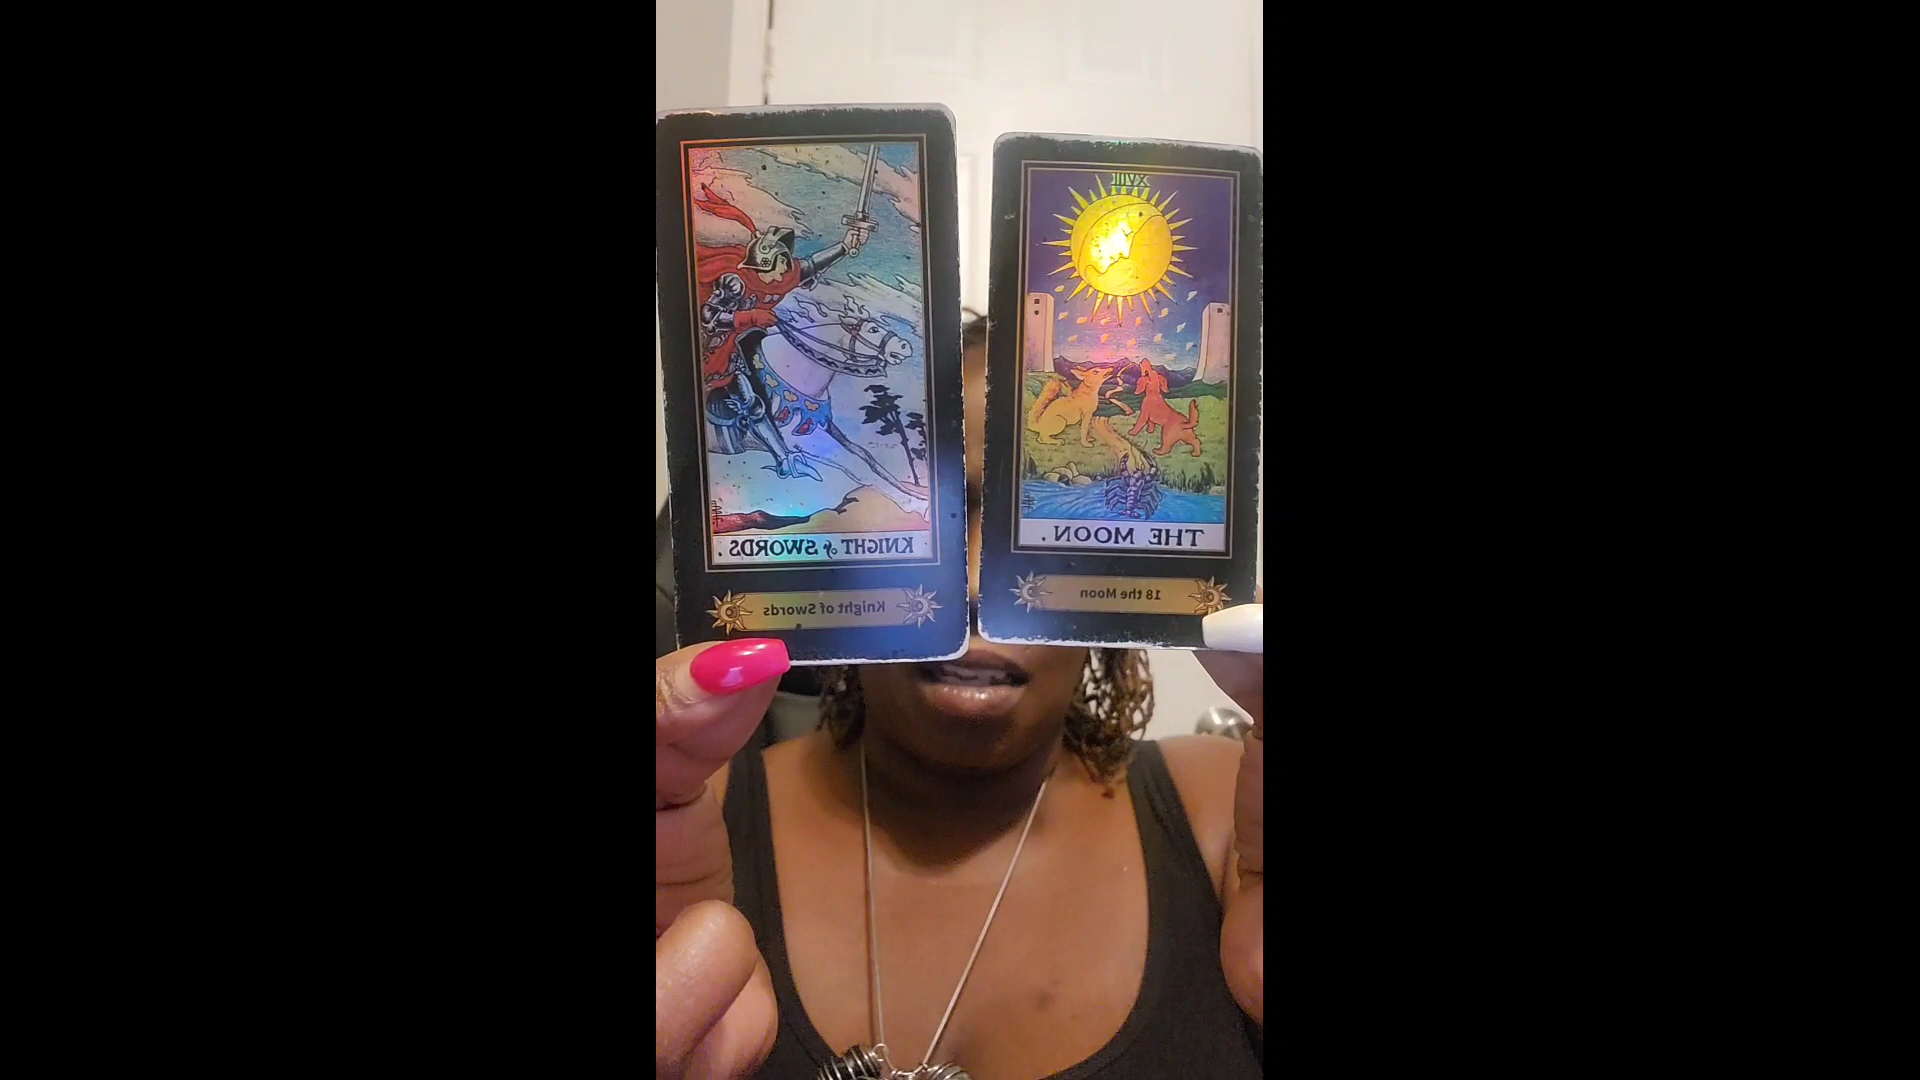 KNIGHT of SWORDS.
Knight of Swords
XVIII
THE MOON.
18 the Moon